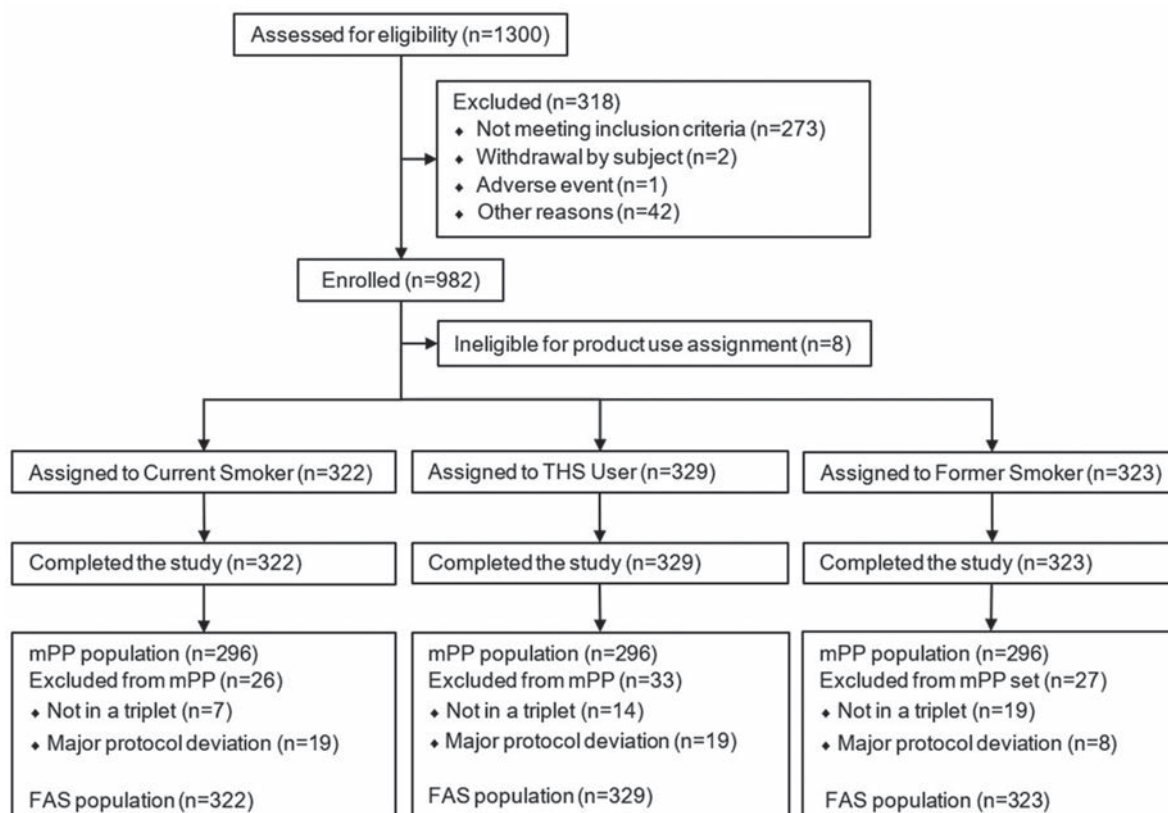 Assessed for eligibility (n=1300)
Excluded (n=318)
⬥ Not meeting inclusion criteria (n=273)
⬥ Withdrawal by subject (n=2)
⬥ Adverse event (n=1)
⬥ Other reasons (n=42)
Enrolled (n=982)
Ineligible for product use assignment (n=8)
Assigned to Current Smoker (n=322)
Assigned to THS User (n=329)
Assigned to Former Smoker (n=323)
Completed the study (n=322)
Completed the study (n=329)
Completed the study (n=323)
mPP population (n=296)
Excluded from mPP (n=26)
⬥ Not in a triplet (n=7)
⬥ Major protocol deviation (n=19)
FAS population (n=322)
mPP population (n=296)
Excluded from mPP (n=33)
⬥ Not in a triplet (n=14)
⬥ Major protocol deviation (n=19)
FAS population (n=329)
mPP population (n=296)
Excluded from mPP set (n=27)
⬥ Not in a triplet (n=19)
⬥ Major protocol deviation (n=8)
FAS population (n=323)